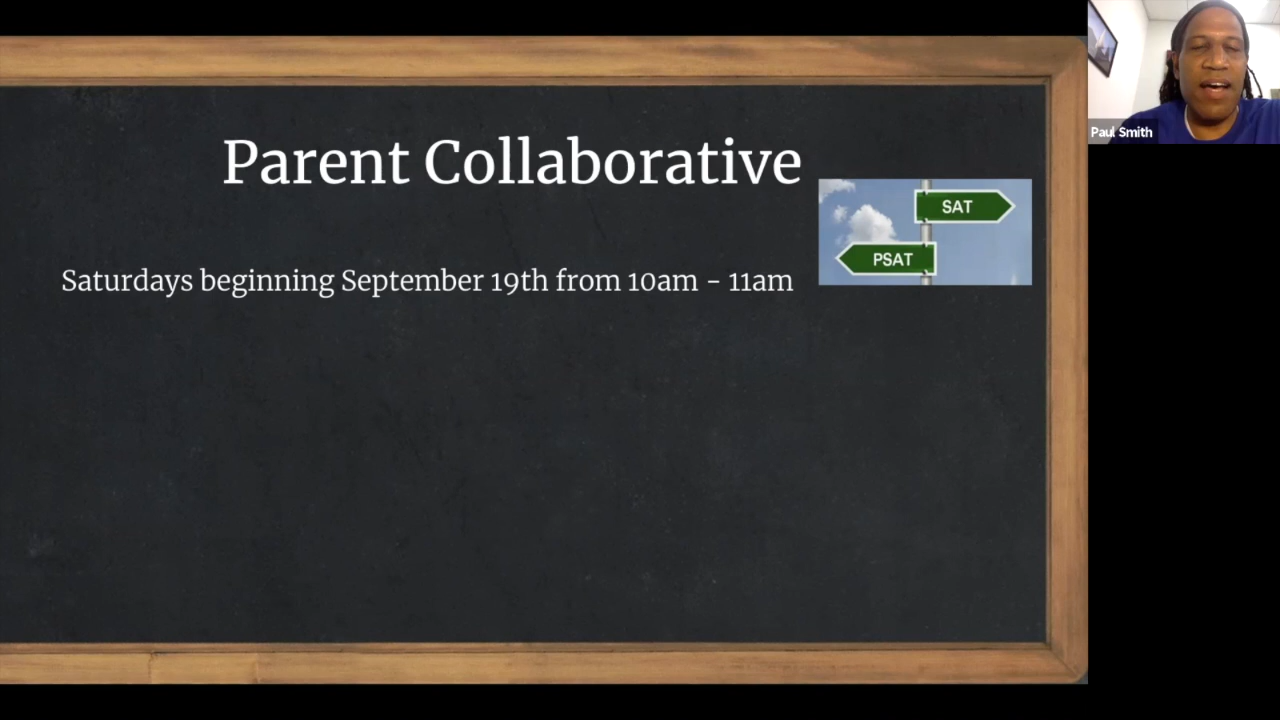 Parent Collaborative
SAT
PSAT
Saturdays beginning September 19th from 10am - 11am
Paul Smith